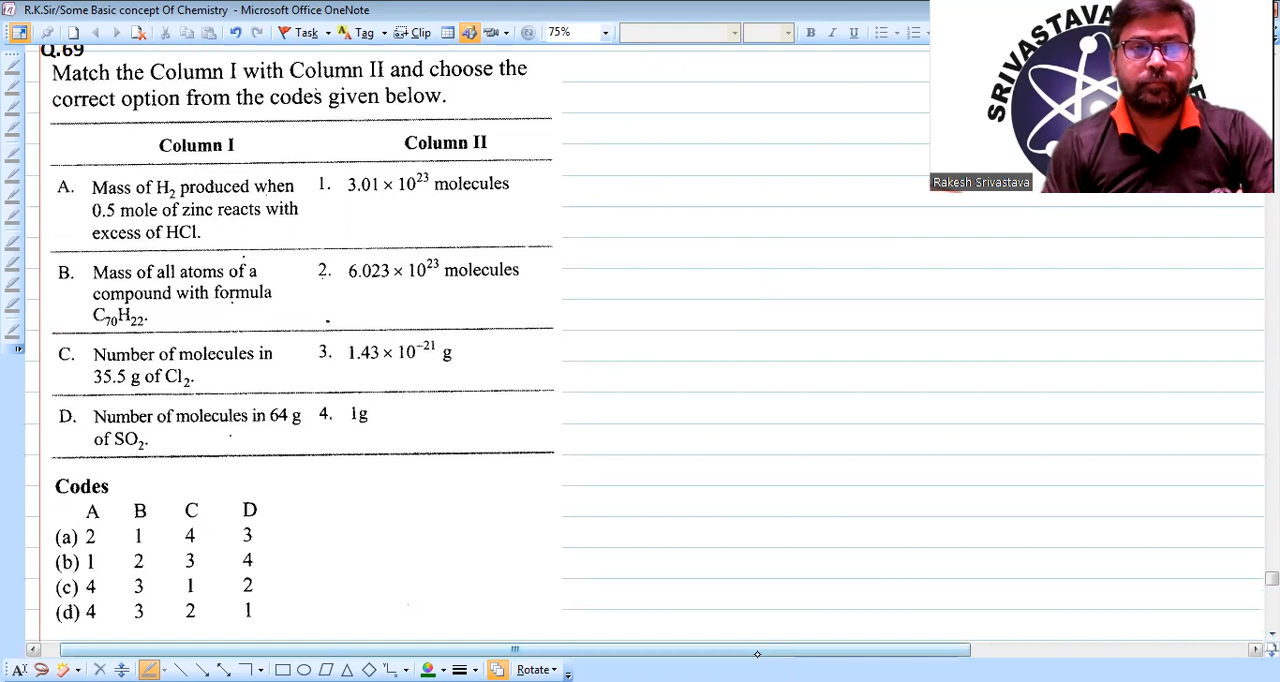 R.K.Sir/Some Basic concept Of Chemistry - Microsoft Office OneNote
Task Tag Clip 75% B I U
Q.69
Match the Column I with Column II and choose the
correct option from the codes given below.
Column I Column II
A. Mass of H₂ produced when 1. 3.01 × 10²³ molecules
0.5 mole of zinc reacts with
excess of HCl.
B. Mass of all atoms of a 2. 6.023 × 10²³ molecules
compound with formula
C₇₀H₂₂.
C. Number of molecules in 3. 1.43 × 10⁻²¹ g
35.5 g of Cl₂.
D. Number of molecules in 64 g 4. 1g
of SO₂.
Codes
A B C D
(a) 2 1 4 3
(b) 1 2 3 4
(c) 4 3 1 2
(d) 4 3 2 1
Rakesh Srivastava
Rotate